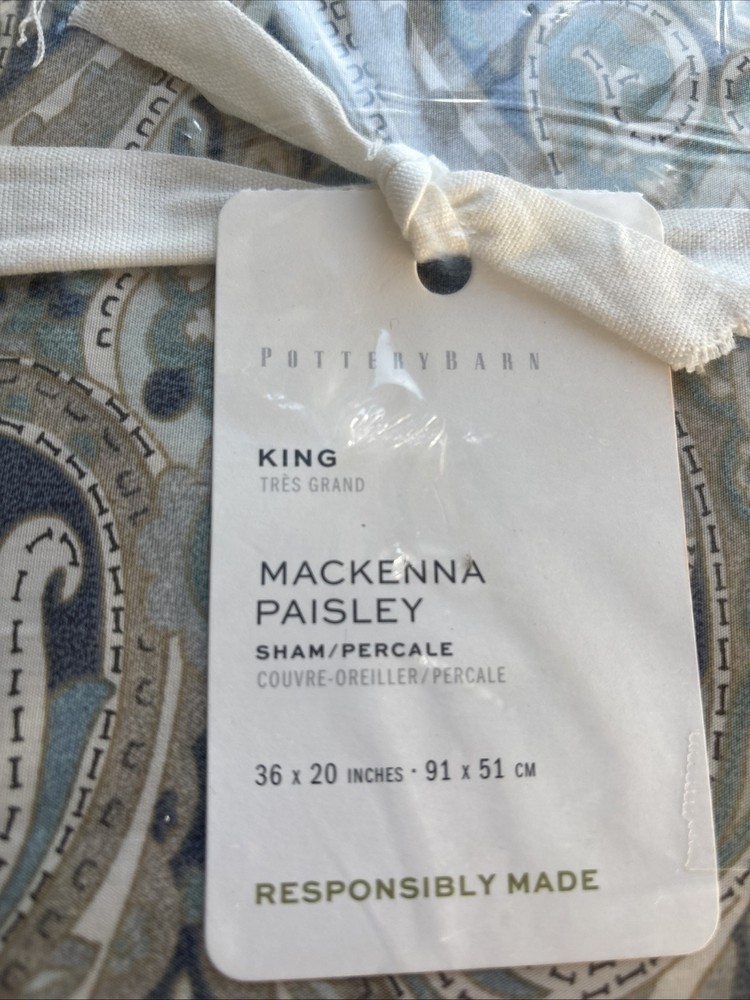 POTTERYBARN
KING
TRÈS GRAND
MACKENNA
PAISLEY
SHAM/PERCALE
COUVRE-OREILLER/PERCALE
36 x 20 INCHES · 91 x 51 CM
RESPONSIBLY MADE